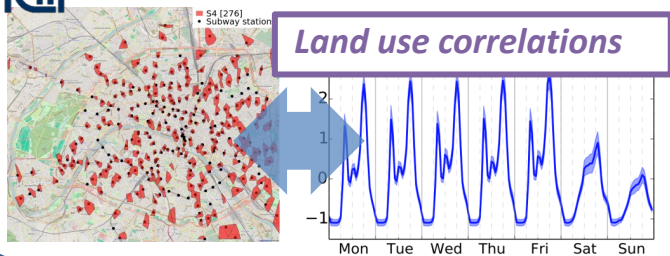 S4 [276]
Subway station
Land use correlations
2
1
0
−1
Mon Tue Wed Thu Fri Sat Sun